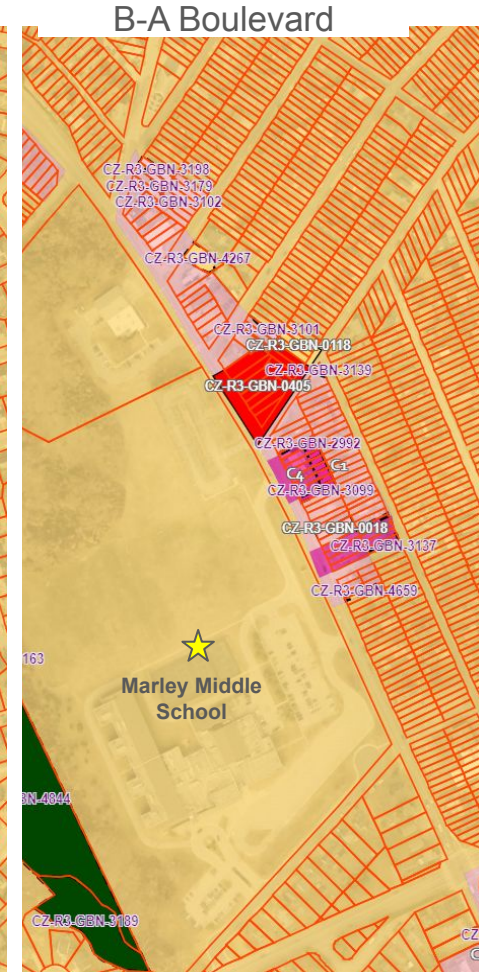 B-A Boulevard
CZ-R3-GBN-3198
CZ-R3-GBN-3179
CZ-R3-GBN-3102
CZ-R3-GBN-4267
CZ-R3-GBN-3101
CZ-R3-GBN-0118
CZ-R3-GBN-3139
CZ-R3-GBN-0405
CZ-R3-GBN-2992
C4
C1
CZ-R3-GBN-3099
CZ-R3-GBN-0018
CZ-R3-GBN-3137
CZ-R3-GBN-4659
163
Marley Middle
School
BN-4844
CZ-R3-GBN-3189
CZ
C